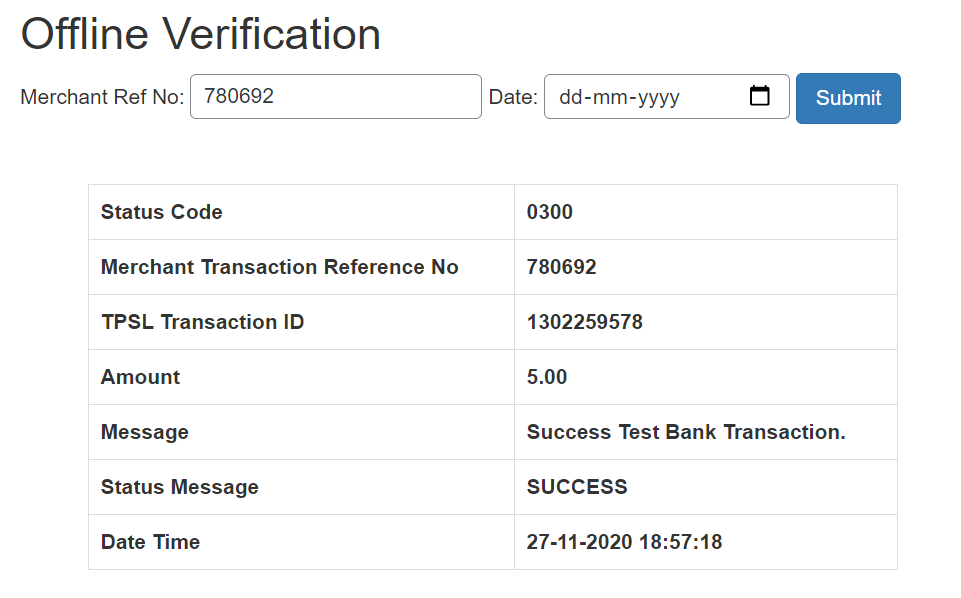 Offline Verification
Merchant Ref No: 780692 Date: dd-mm-yyyy Submit
Status Code 0300
Merchant Transaction Reference No 780692
TPSL Transaction ID 1302259578
Amount 5.00
Message Success Test Bank Transaction.
Status Message SUCCESS
Date Time 27-11-2020 18:57:18